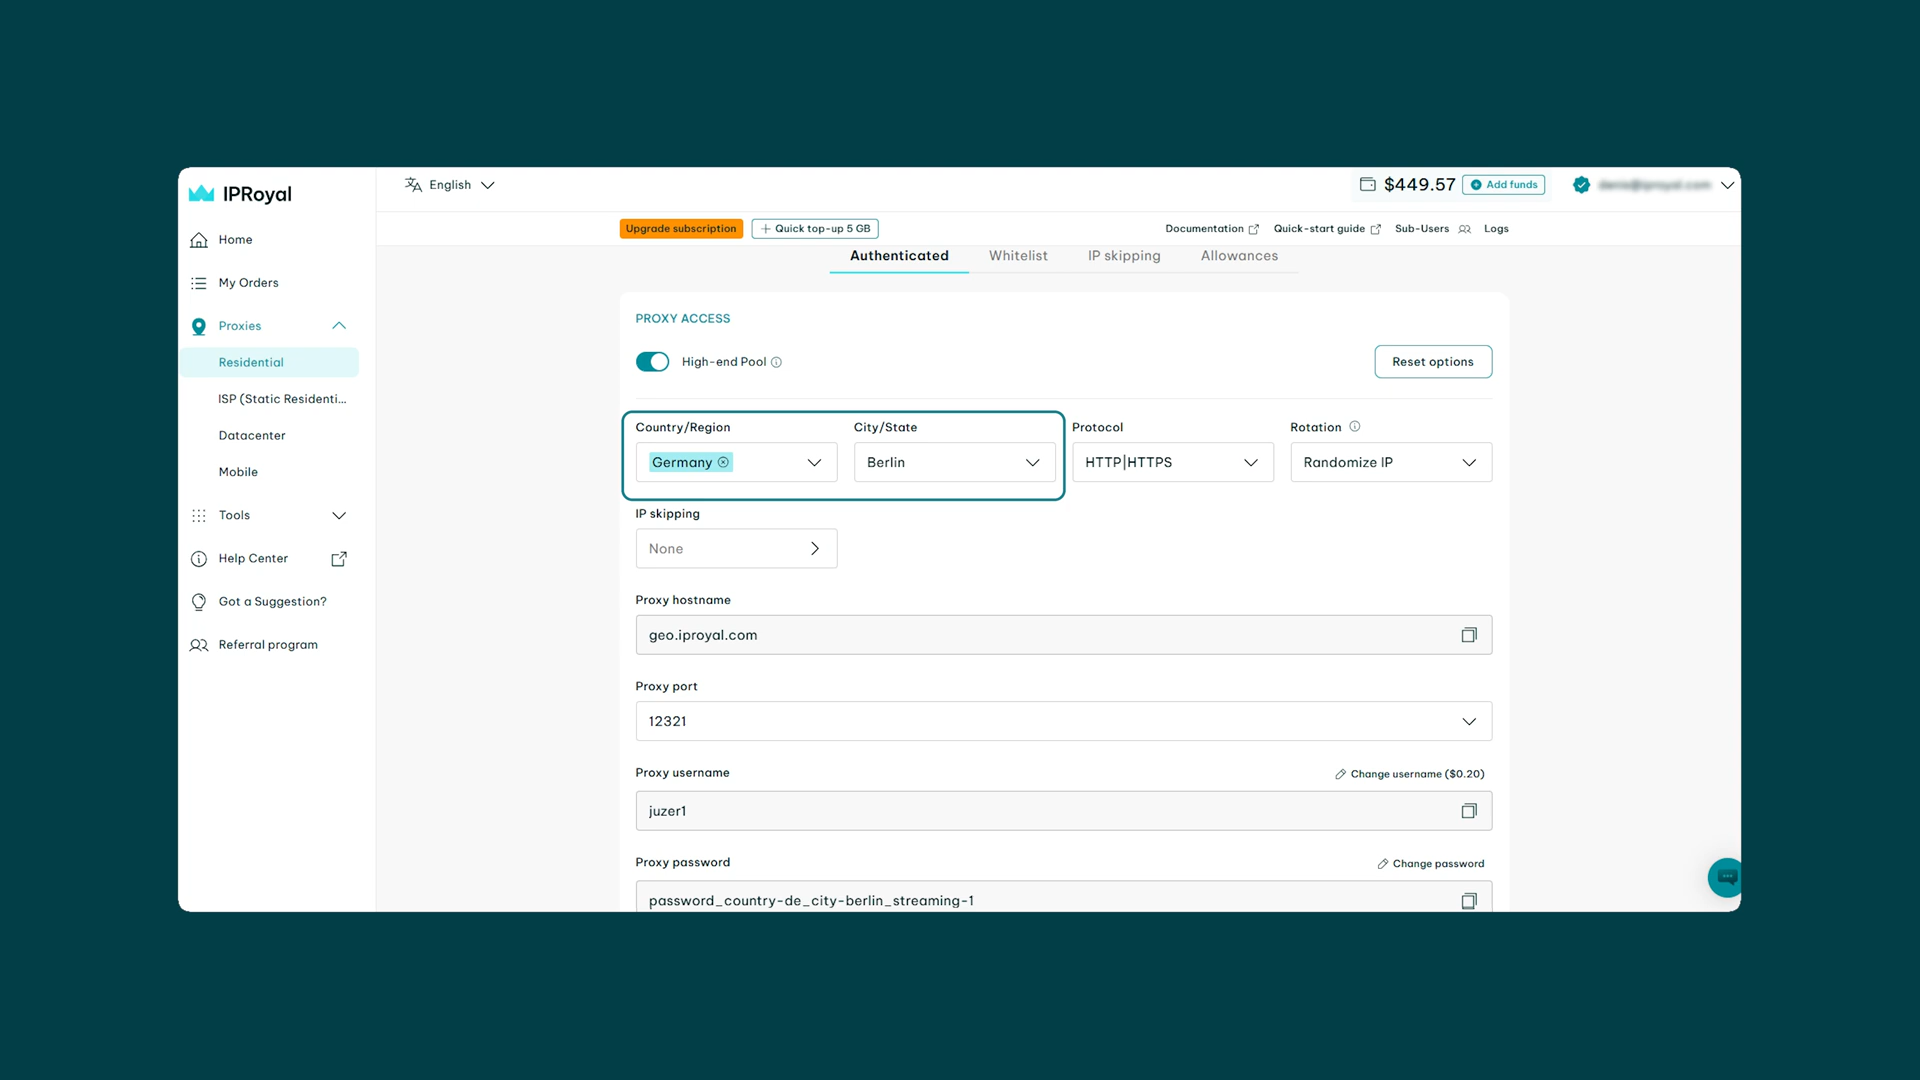 IPRoyal
English
$449.57
Add funds
Upgrade subscription
Quick top-up 5 GB
Documentation
Quick-start guide
Sub-Users
Logs
Home
My Orders
Proxies
Residential
ISP (Static Residenti...
Datacenter
Mobile
Tools
Help Center
Got a Suggestion?
Referral program
Authenticated
Whitelist
IP skipping
Allowances
PROXY ACCESS
High-end Pool
Reset options
Country/Region
City/State
Protocol
Rotation
Germany
Berlin
HTTP|HTTPS
Randomize IP
IP skipping
None
Proxy hostname
geo.iproyal.com
Proxy port
12321
Proxy username
Change username ($0.20)
juzer1
Proxy password
Change password
password_country-de_city-berlin_streaming-1